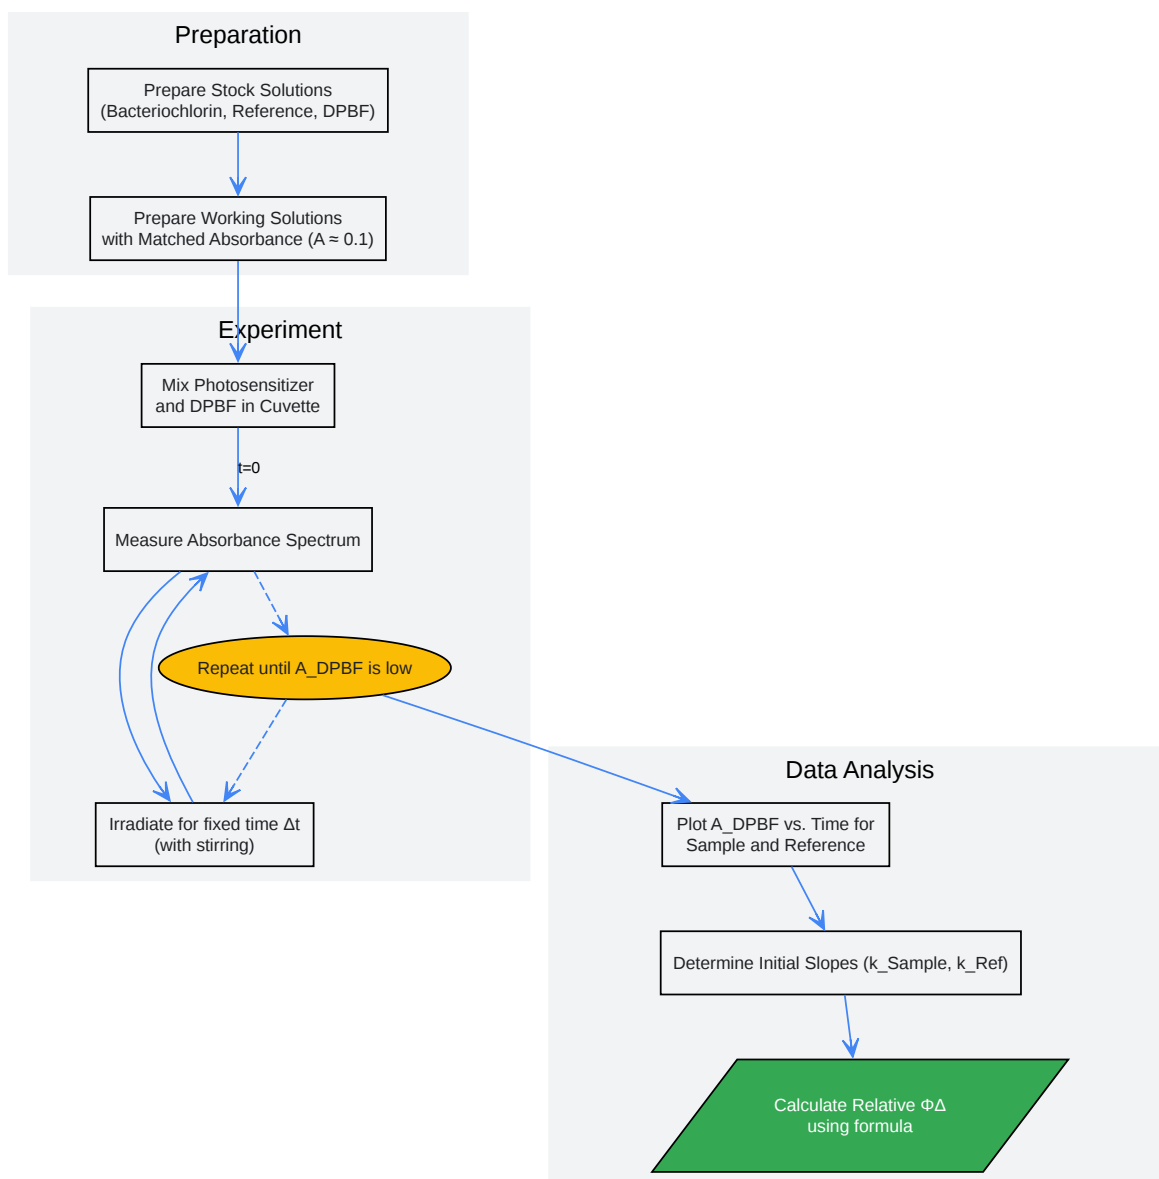 Preparation
Prepare Stock Solutions
(Bacteriochlorin, Reference, DPBF)
Prepare Working Solutions
with Matched Absorbance (A ≈ 0.1)
Experiment
Mix Photosensitizer
and DPBF in Cuvette
t=0
Measure Absorbance Spectrum
Repeat until A_DPBF is low
Irradiate for fixed time Δt
(with stirring)
Data Analysis
Plot A_DPBF vs. Time for
Sample and Reference
Determine Initial Slopes (k_Sample, k_Ref)
Calculate Relative ΦΔ
using formula